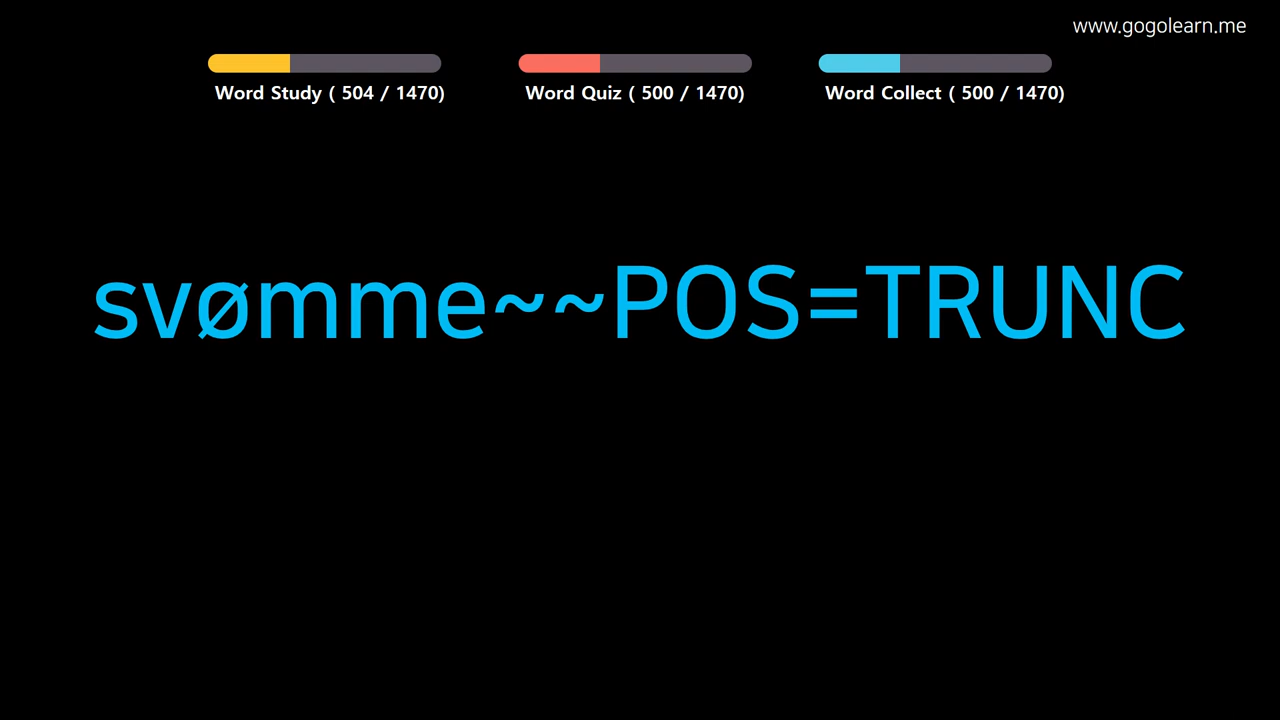 www.gogolearn.me
Word Study ( 504 / 1470)
Word Quiz ( 500 / 1470)
Word Collect ( 500 / 1470)
svømme~~POS=TRUNC